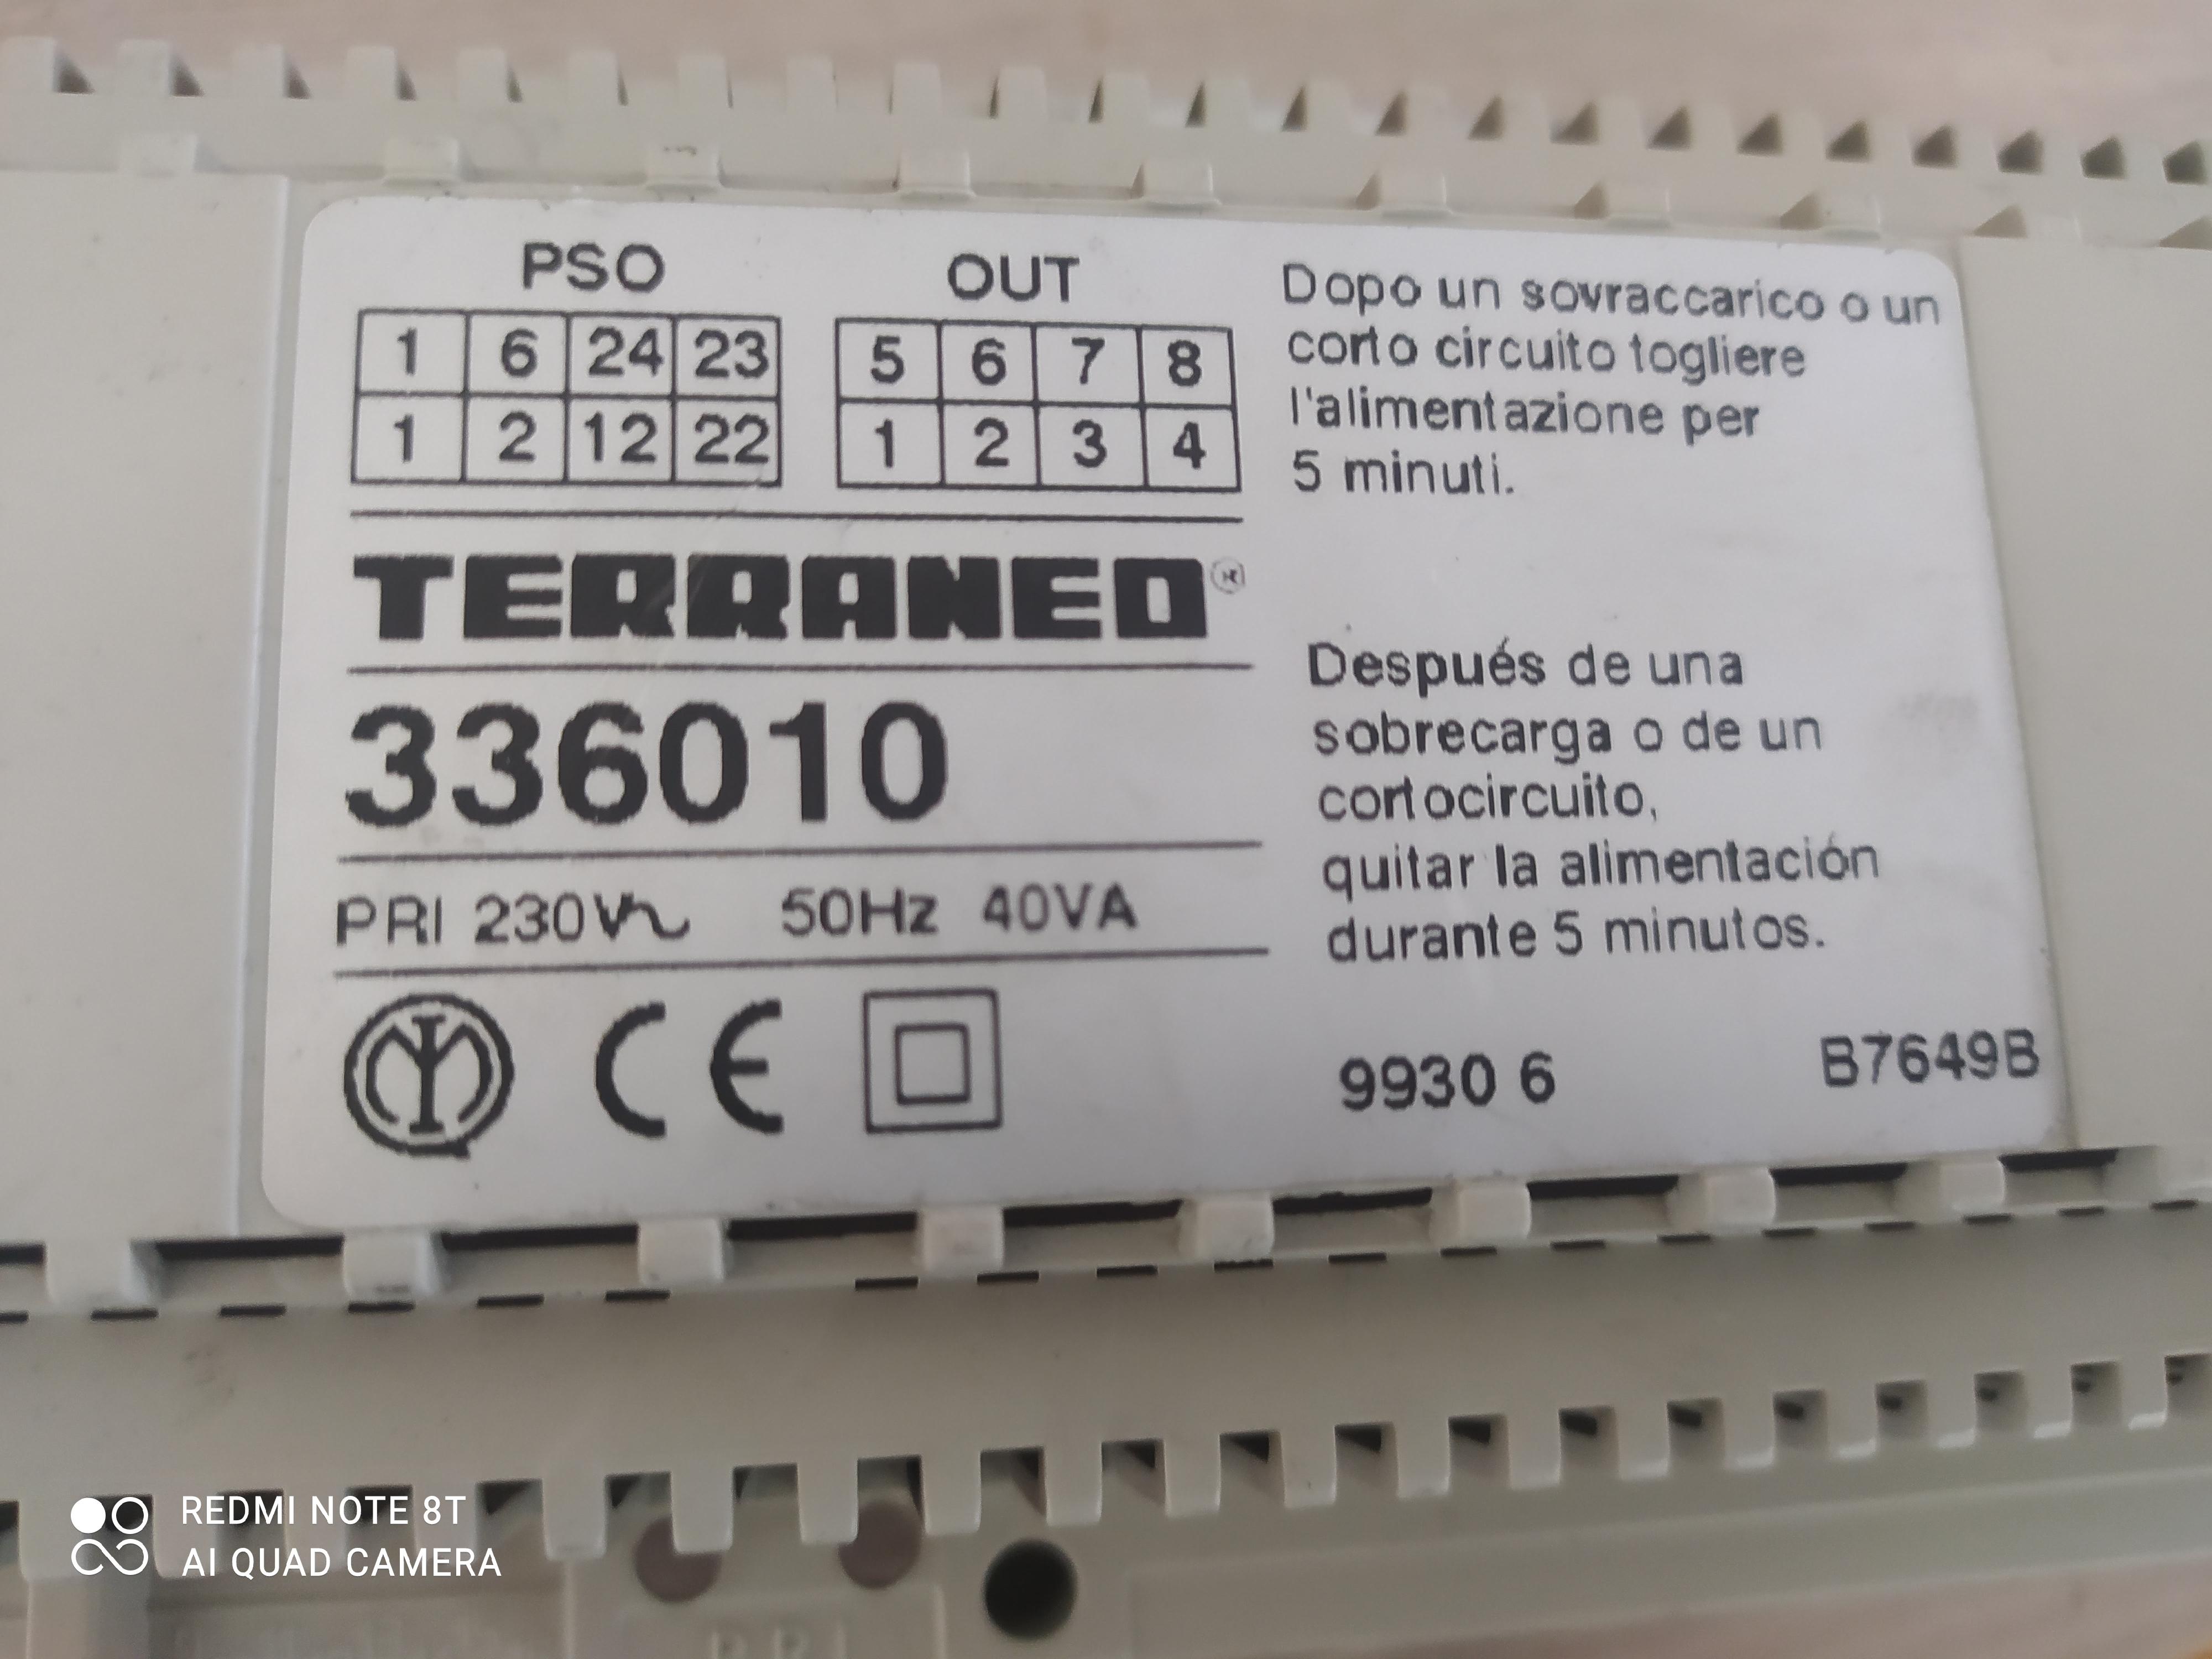 PSO
1 6 24 23
1 2 12 22
OUT
5 6 7 8
1 2 3 4
TERRANEO®
336010
PRI 230V~ 50Hz 40VA
CE
Dopo un sovraccarico o un
corto circuito togliere
l'alimentazione per
5 minuti.
Después de una
sobrecarga o de un
cortocircuito,
quitar la alimentación
durante 5 minutos.
9930 6 B7649B
PRI
REDMI NOTE 8T
AI QUAD CAMERA